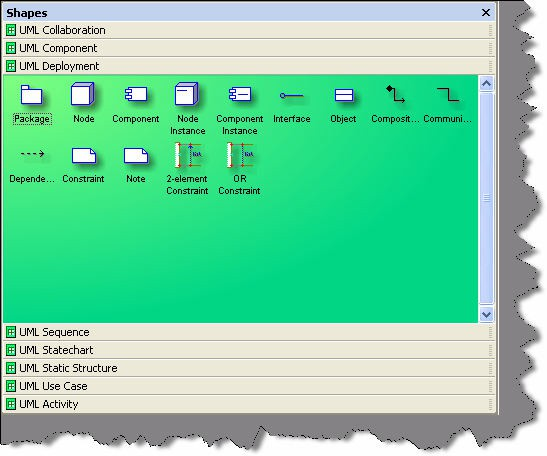 Shapes
UML Collaboration
UML Component
UML Deployment
Package Node Component Node Instance Component Instance Interface Object Composit... Communi...
Depende... Constraint Note 2-element Constraint OR Constraint
UML Sequence
UML Statechart
UML Static Structure
UML Use Case
UML Activity